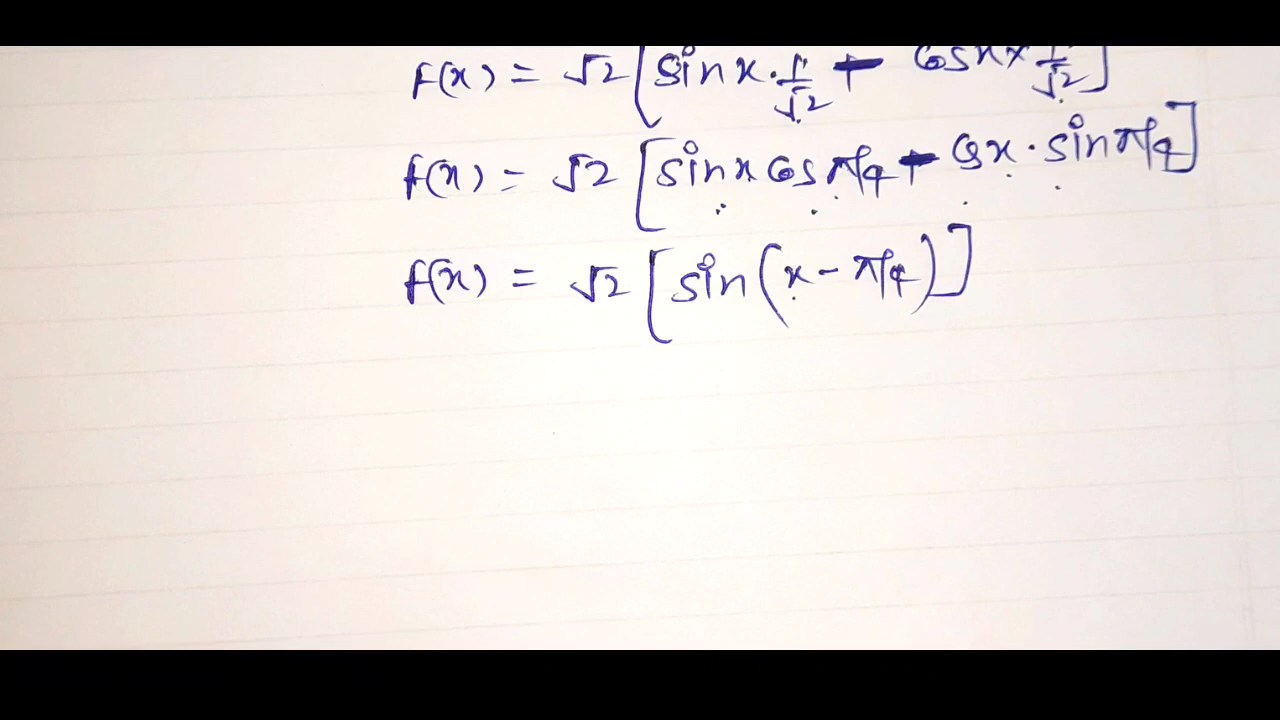 f(x) = √2 [sin x · 1/√2 - cos x × 1/√2]
f(x) = √2 [sin x cos π/4 - cos x · sin π/4]
f(x) = √2 [sin (x - π/4)]